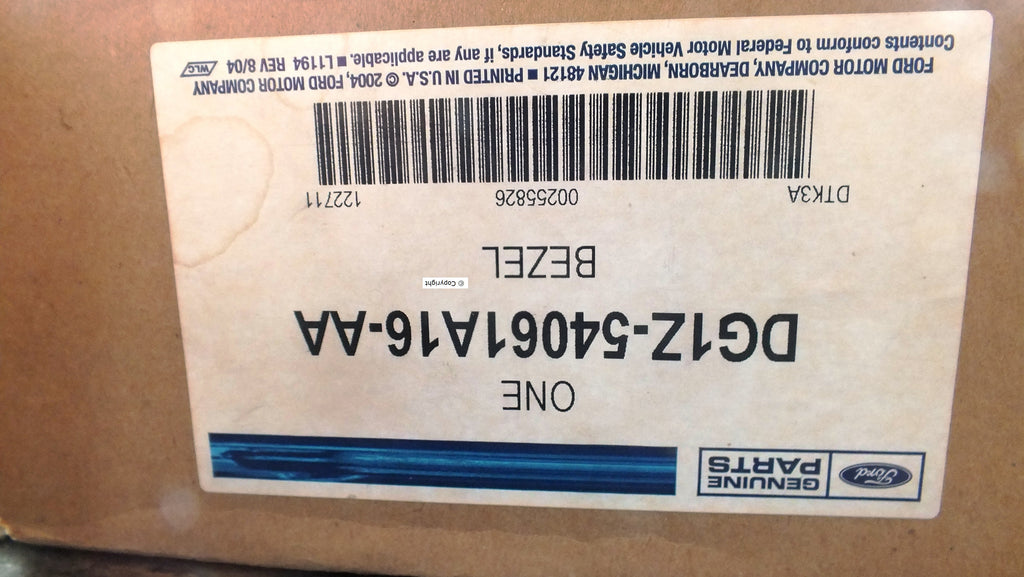 Ford GENUINE PARTS
ONE
DG1Z-54061A16-AA
© Copyright
BEZEL
DTK3A 00255826 122711
FORD MOTOR COMPANY, DEARBORN, MICHIGAN 48121 ■ PRINTED IN U.S.A. © 2004, FORD MOTOR COMPANY
Contents conform to Federal Motor Vehicle Safety Standards, if any are applicable. ■ L1194 REV 8/04 WLC